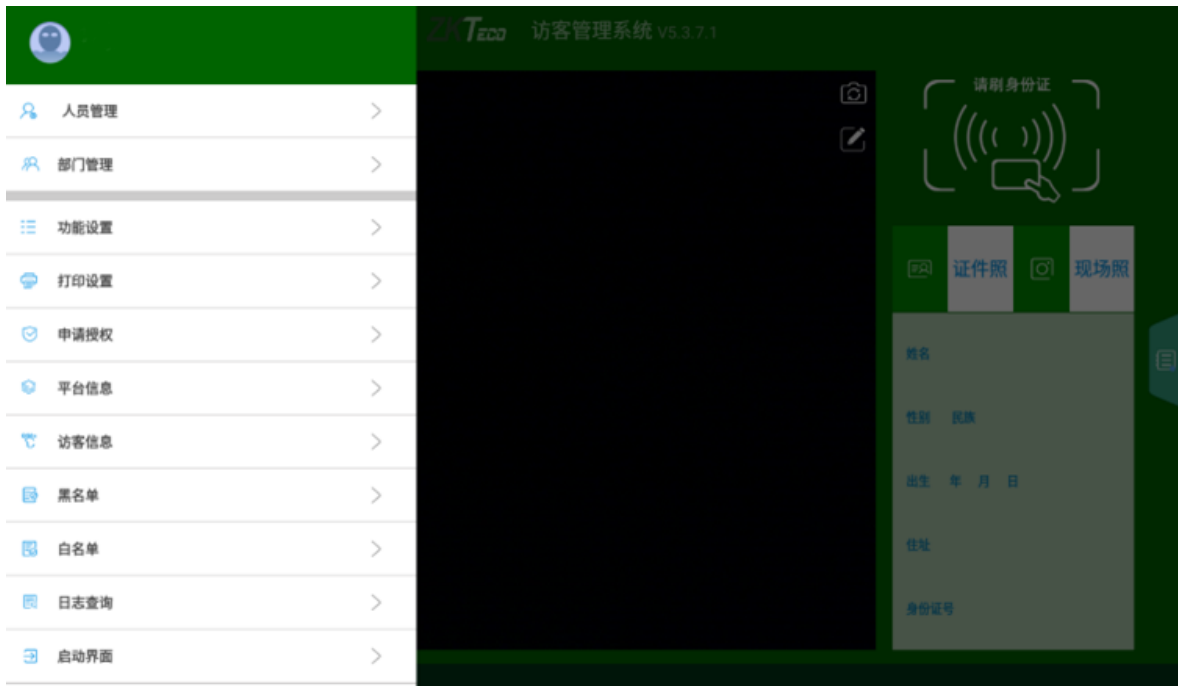 人员管理
部门管理
功能设置
打印设置
申请授权
平台信息
访客信息
黑名单
白名单
日志查询
启动界面
ZKTeco 访客管理系统 V5.3.7.1
请刷身份证
证件照 现场照
姓名
性别 民族
出生 年 月 日
住址
身份证号